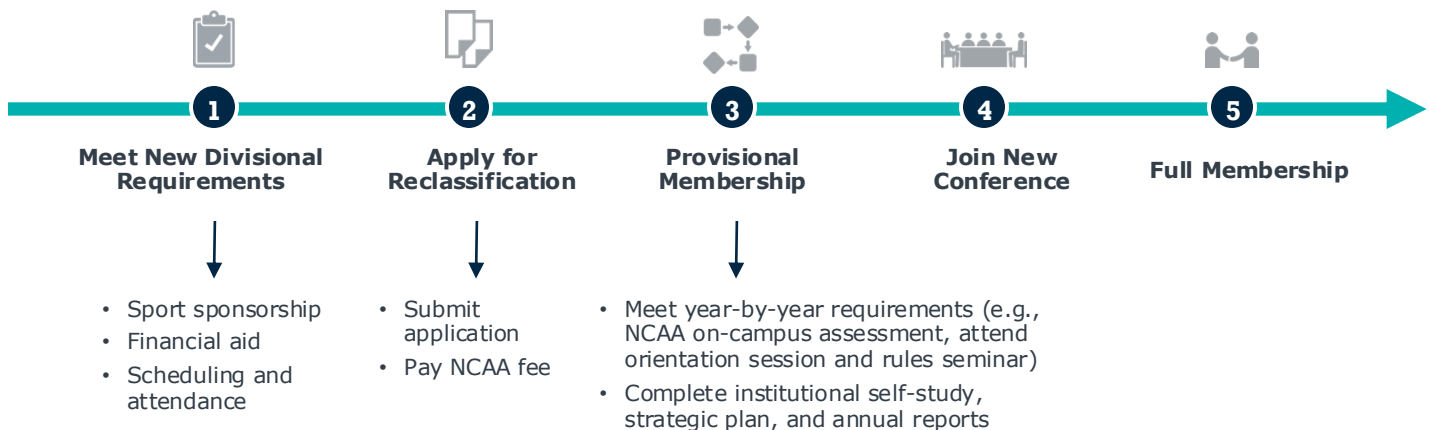 1
2
3
4
5
Meet New Divisional
Requirements
Apply for
Reclassification
Provisional
Membership
Join New
Conference
Full Membership
• Sport sponsorship
• Financial aid
• Scheduling and
attendance
• Submit
application
• Pay NCAA fee
• Meet year-by-year requirements (e.g.,
NCAA on-campus assessment, attend
orientation session and rules seminar)
• Complete institutional self-study,
strategic plan, and annual reports